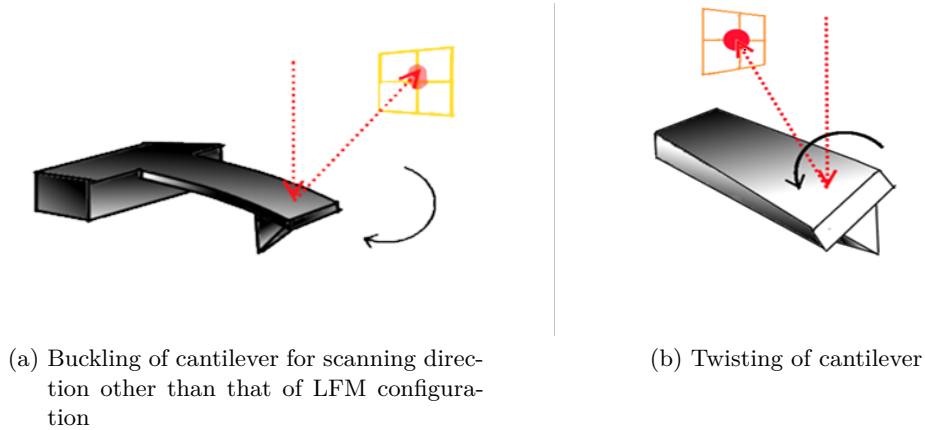 (a) Buckling of cantilever for scanning direc-
tion other than that of LFM configura-
tion
(b) Twisting of cantilever